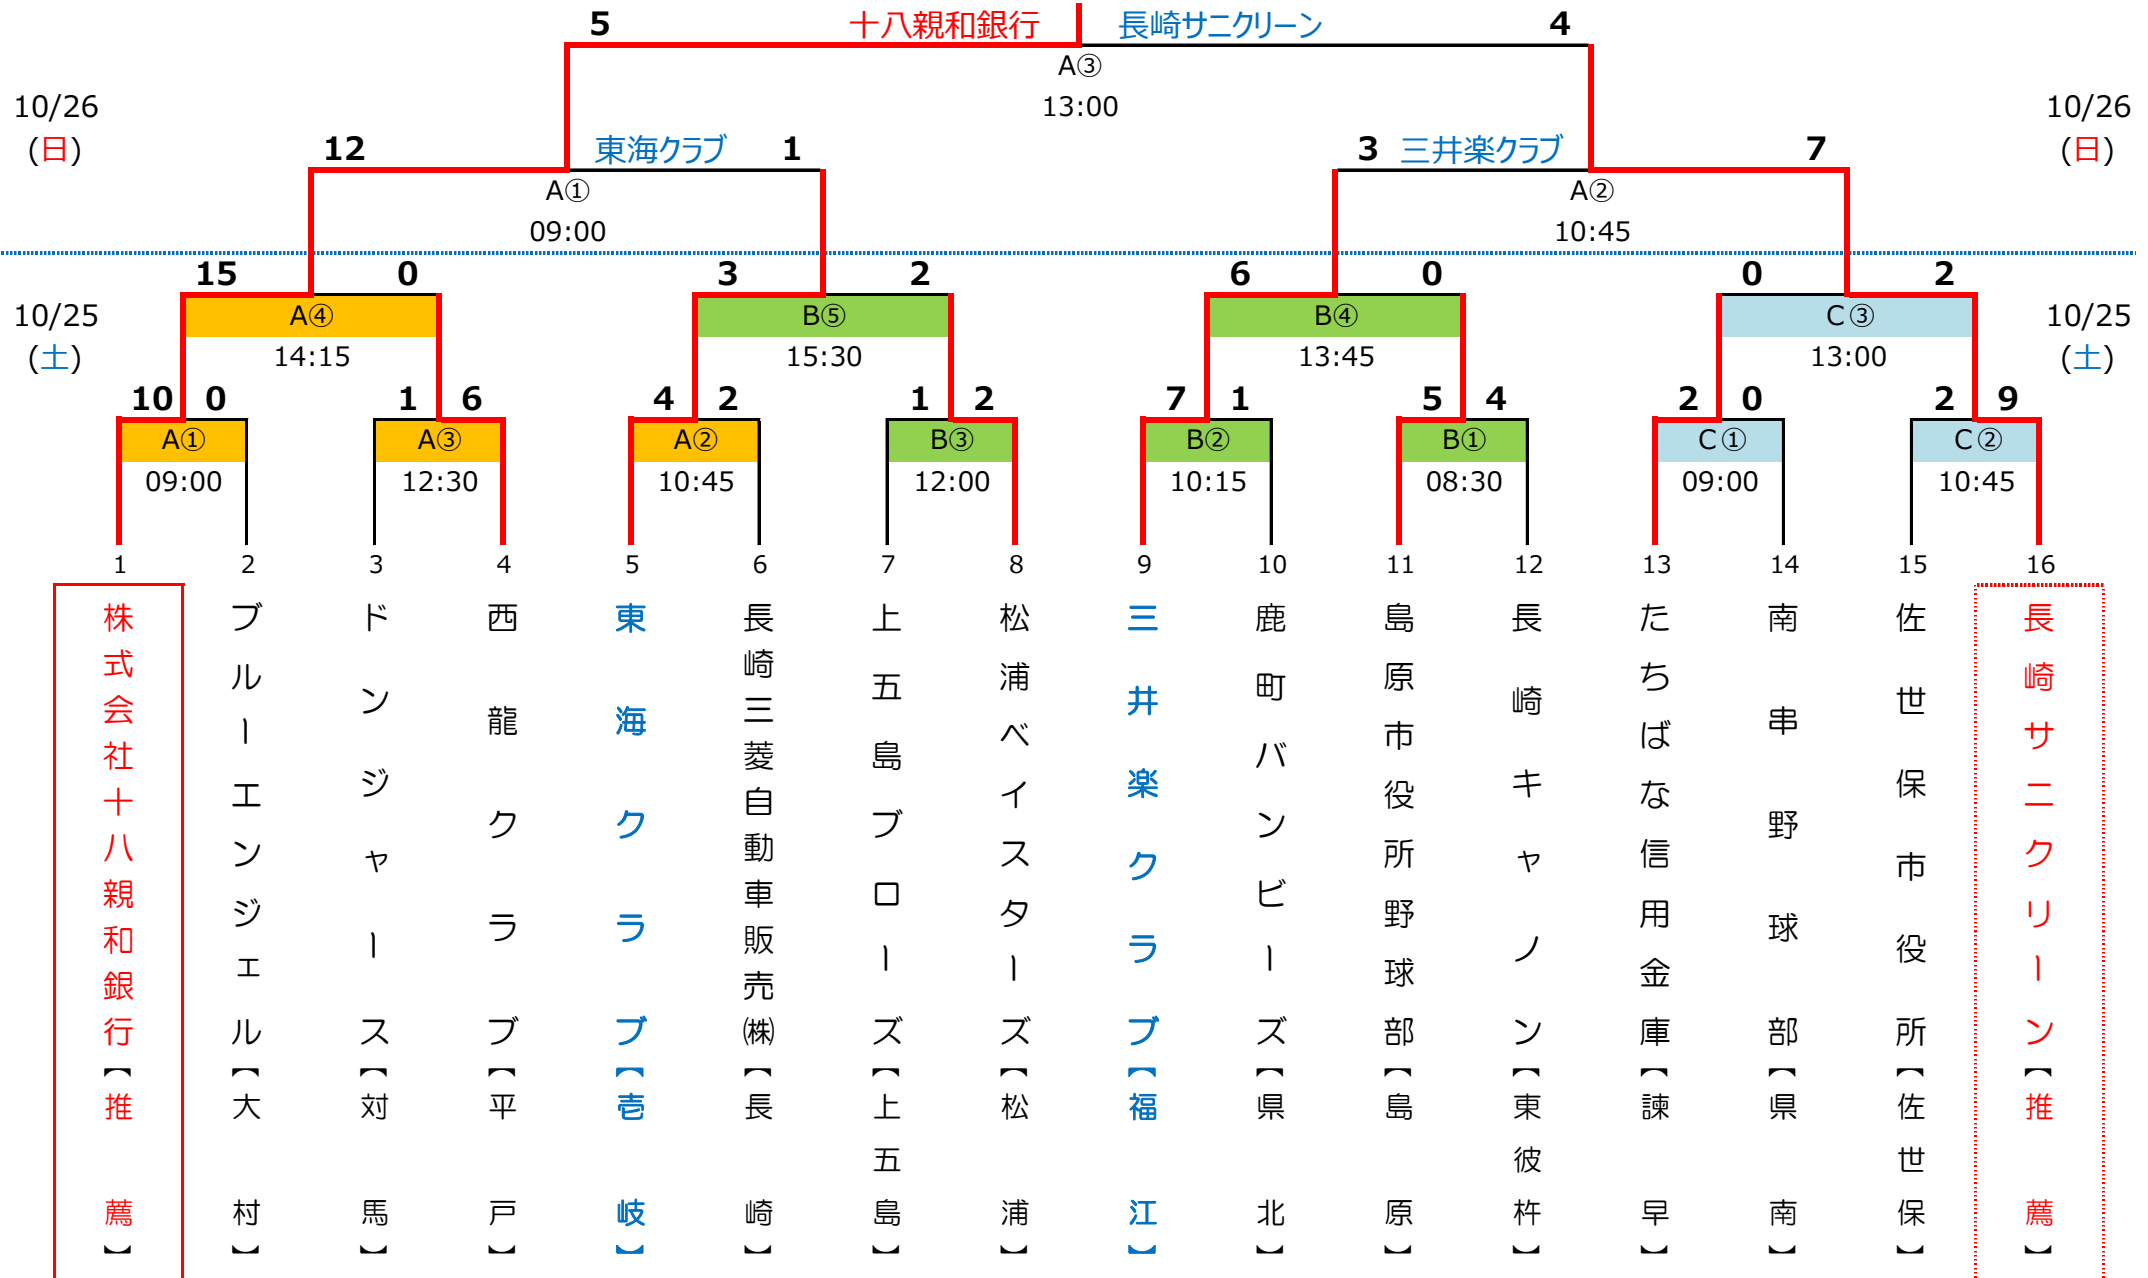 5 十八親和銀行 長崎サニクリーン 4
A③
10/26 13:00 10/26
(日) 12 東海クラブ 1 3 三井楽クラブ 7 (日)
A① A②
09:00 10:45
15 0 3 2 6 0 0 2
10/25 A④ B⑤ B④ C③ 10/25
(土) 14:15 15:30 13:45 13:00 (土)
10 0 1 6 4 2 1 2 7 1 5 4 2 0 2 9
A① A③ A② B③ B② B① C① C②
09:00 12:30 10:45 12:00 10:15 08:30 09:00 10:45
1 2 3 4 5 6 7 8 9 10 11 12 13 14 15 16
株式会社十八親和銀行【推薦】
ブルーエンジェル【大村】
ドンジャース【対馬】
西龍クラブ【平戸】
東海クラブ【壱岐】
長崎三菱自動車販売㈱【長崎】
上五島ブローズ【上五島】
松浦ベイスターズ【松浦】
三井楽クラブ【福江】
鹿町バンビーズ【県北】
島原市役所野球部【島原】
長崎キャノン【東彼杵】
たちばな信用金庫【諫早】
南串野球部【県南】
佐世保市役所【佐世保】
長崎サニクリーン【推薦】